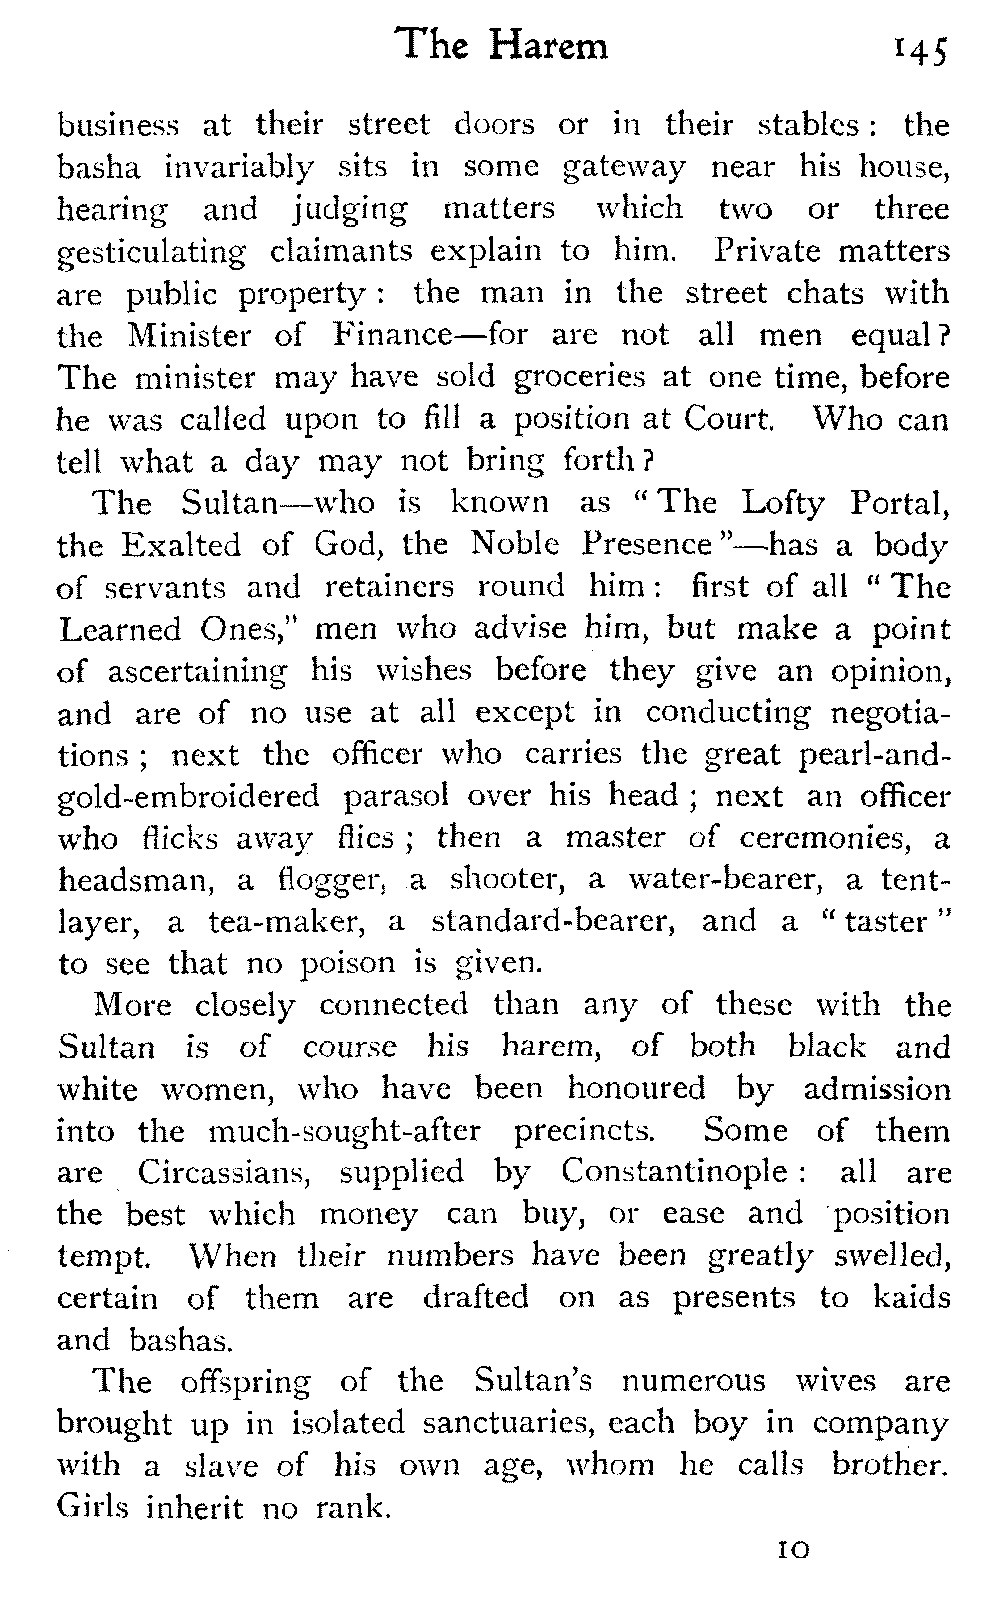 The Harem 145
business at their street doors or in their stables : the
basha invariably sits in some gateway near his house,
hearing and judging matters which two or three
gesticulating claimants explain to him. Private matters
are public property : the man in the street chats with
the Minister of Finance—for are not all men equal?
The minister may have sold groceries at one time, before
he was called upon to fill a position at Court. Who can
tell what a day may not bring forth?
The Sultan—who is known as “The Lofty Portal,
the Exalted of God, the Noble Presence”—has a body
of servants and retainers round him : first of all “The
Learned Ones,” men who advise him, but make a point
of ascertaining his wishes before they give an opinion,
and are of no use at all except in conducting negotia-
tions ; next the officer who carries the great pearl-and-
gold-embroidered parasol over his head ; next an officer
who flicks away flies ; then a master of ceremonies, a
headsman, a flogger, a shooter, a water-bearer, a tent-
layer, a tea-maker, a standard-bearer, and a “taster”
to see that no poison is given.
More closely connected than any of these with the
Sultan is of course his harem, of both black and
white women, who have been honoured by admission
into the much-sought-after precincts. Some of them
are Circassians, supplied by Constantinople : all are
the best which money can buy, or ease and position
tempt. When their numbers have been greatly swelled,
certain of them are drafted on as presents to kaids
and bashas.
The offspring of the Sultan’s numerous wives are
brought up in isolated sanctuaries, each boy in company
with a slave of his own age, whom he calls brother.
Girls inherit no rank.
10